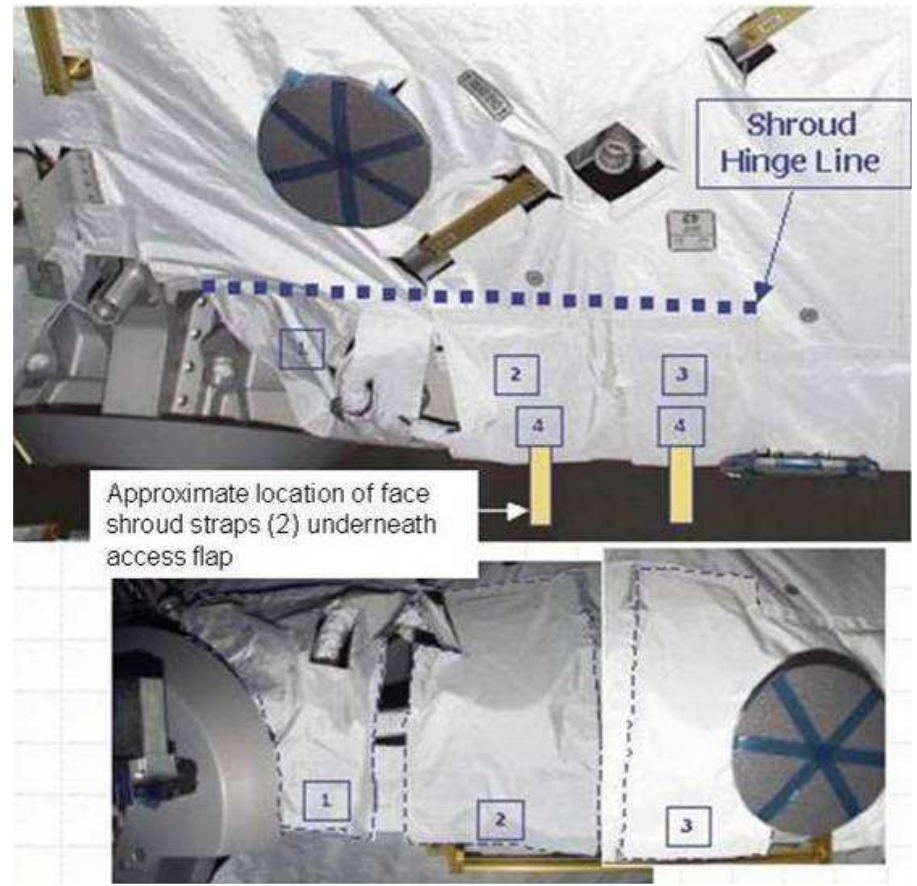 Shroud
Hinge Line
1
2
3
4
4
Approximate location of face
shroud straps (2) underneath
access flap
1
2
3